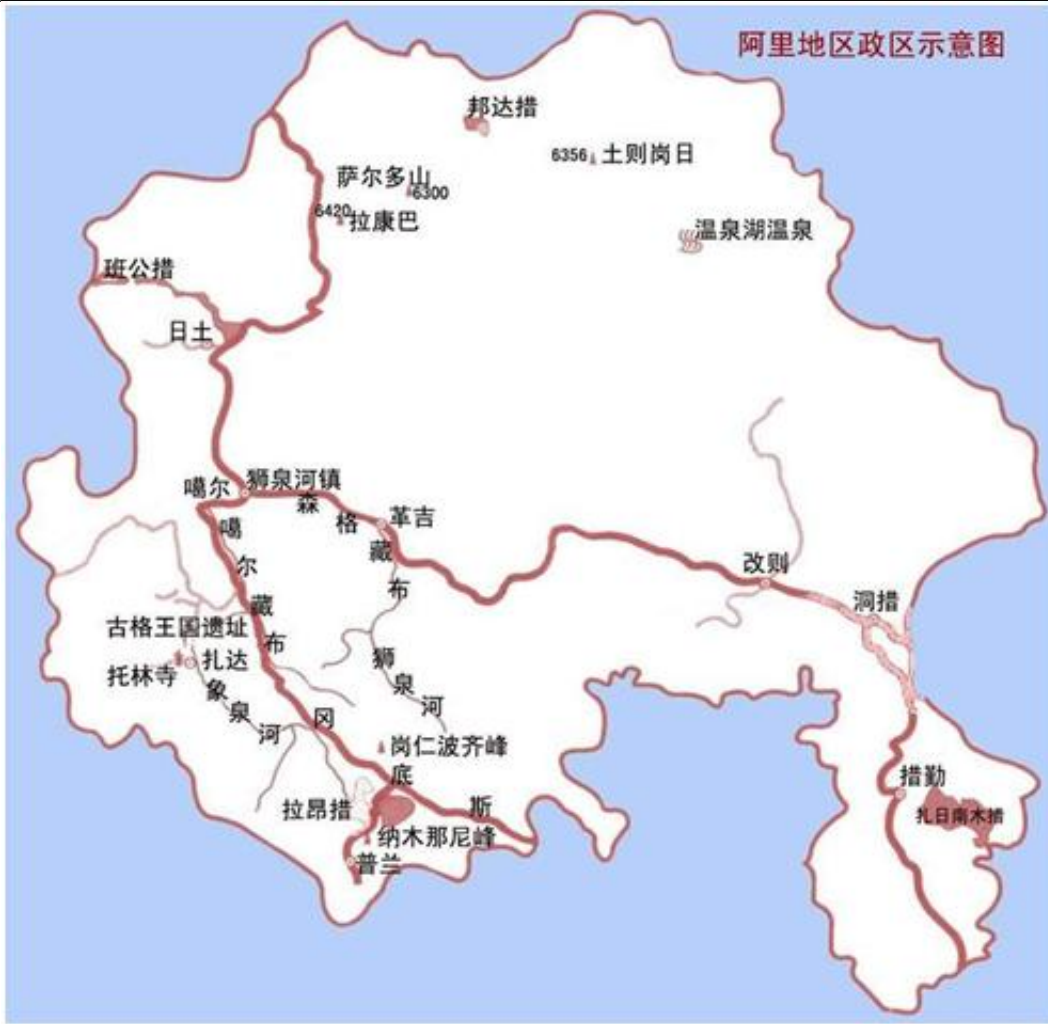 阿里地区政区示意图
邦达措
6356 土则岗日
萨尔多山
6300
6420 拉康巴
温泉湖温泉
班公措
日土
噶尔
狮泉河镇
森格藏布
革吉
噶尔藏布
改则
洞措
古格王国遗址
扎达
托林寺
象泉河
狮泉河
冈底斯
岗仁波齐峰
拉昂措
纳木那尼峰
普兰
措勤
扎日南木措